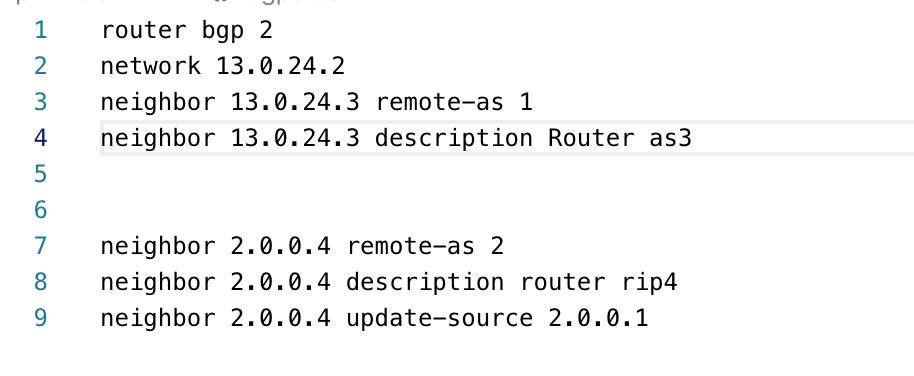 1 router bgp 2
2 network 13.0.24.2
3 neighbor 13.0.24.3 remote-as 1
4 neighbor 13.0.24.3 description Router as3
5
6
7 neighbor 2.0.0.4 remote-as 2
8 neighbor 2.0.0.4 description router rip4
9 neighbor 2.0.0.4 update-source 2.0.0.1